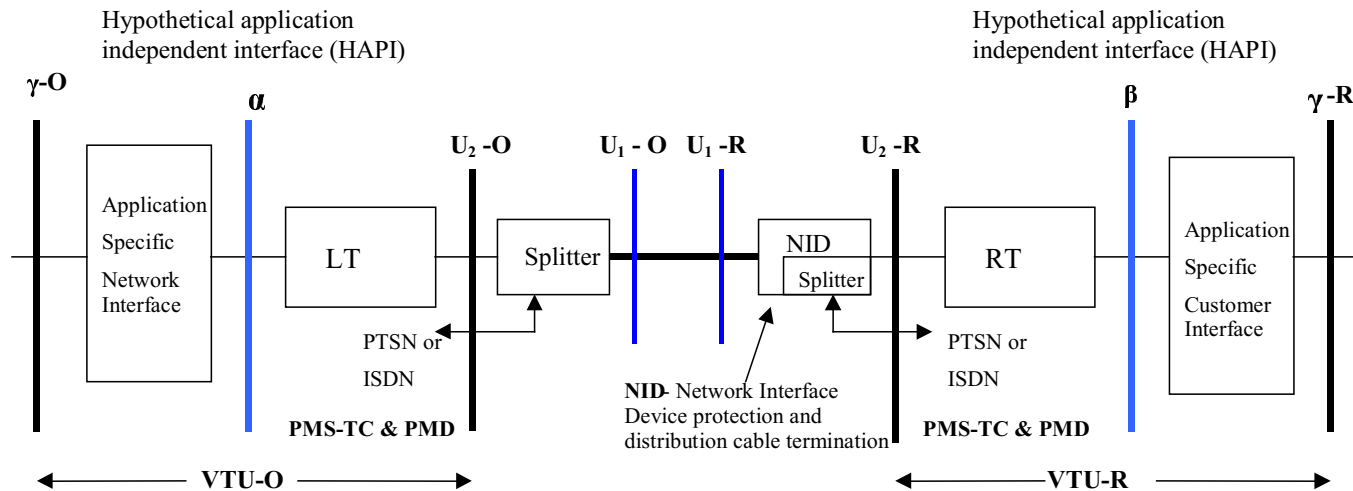 Hypothetical application
independent interface (HAPI)
Hypothetical application
independent interface (HAPI)
γ-O
α
U₂ -O
U₁ - O
U₁ -R
U₂ -R
β
γ -R
Application
Specific
Network
Interface
LT
Splitter
NID
Splitter
RT
Application
Specific
Customer
Interface
PTSN or
ISDN
PTSN or
ISDN
NID- Network Interface
Device protection and
distribution cable termination
PMS-TC & PMD
PMS-TC & PMD
VTU-O
VTU-R